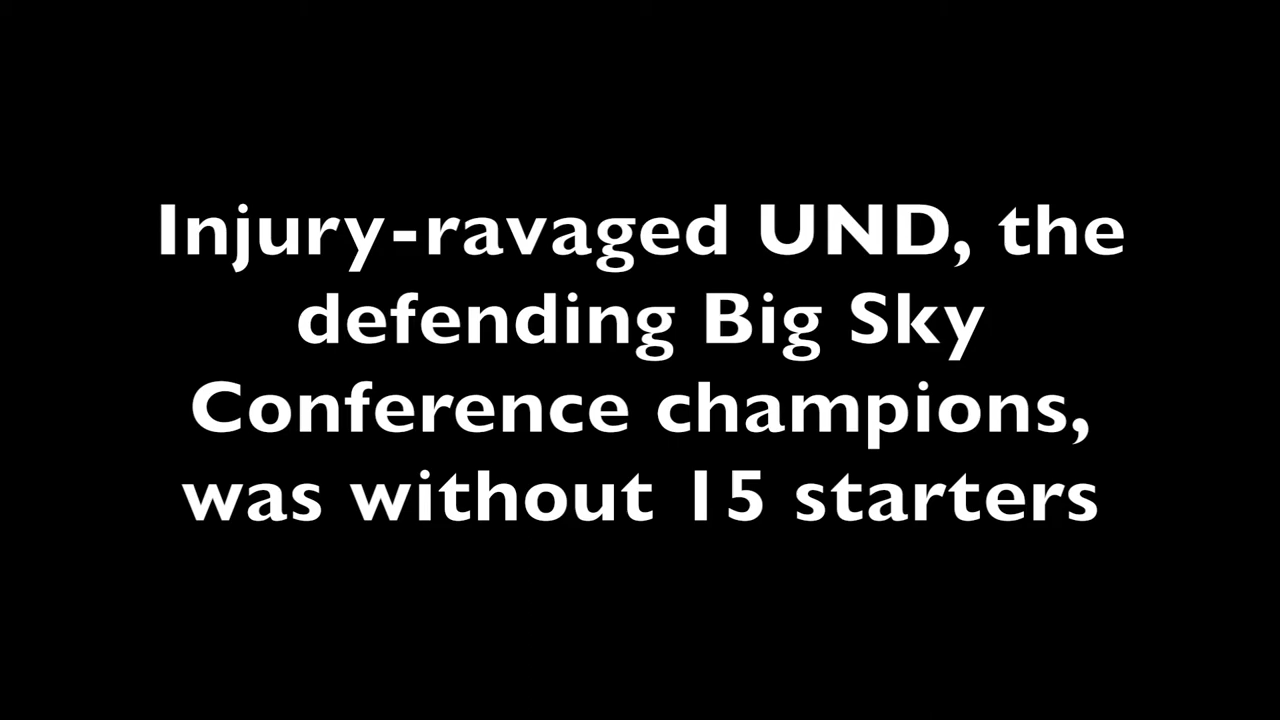 Injury-ravaged UND, the
defending Big Sky
Conference champions,
was without 15 starters